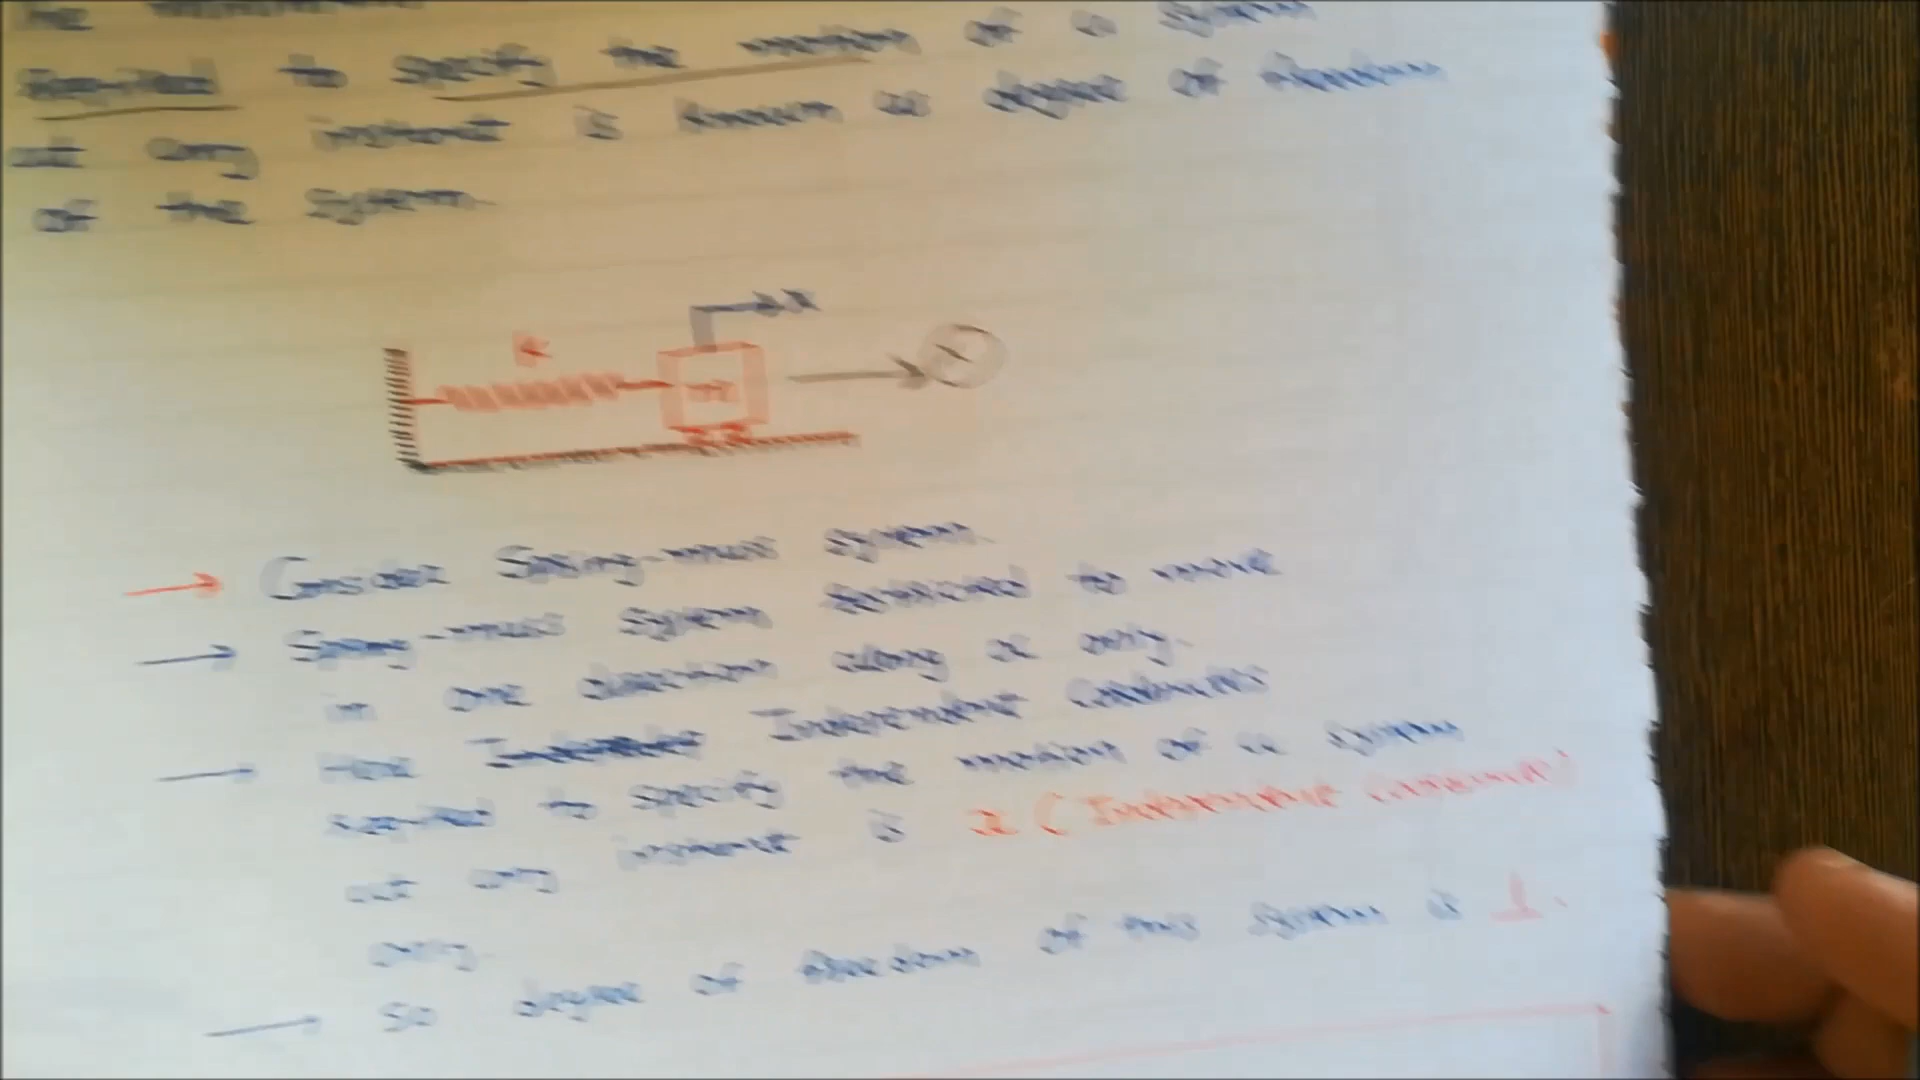 The
required to specify the motion of a system
at any instant is known as degree of freedom
of the system.
x
K
m
1
→ Consider Spring-mass system.
→ Spring-mass system to move
in one direction along x only.
→ Here Independent Coordinates
required to specify the motion of a system
at any instant is x (Independent Coordinates)
only.
→ So degree of freedom of this system is 1.